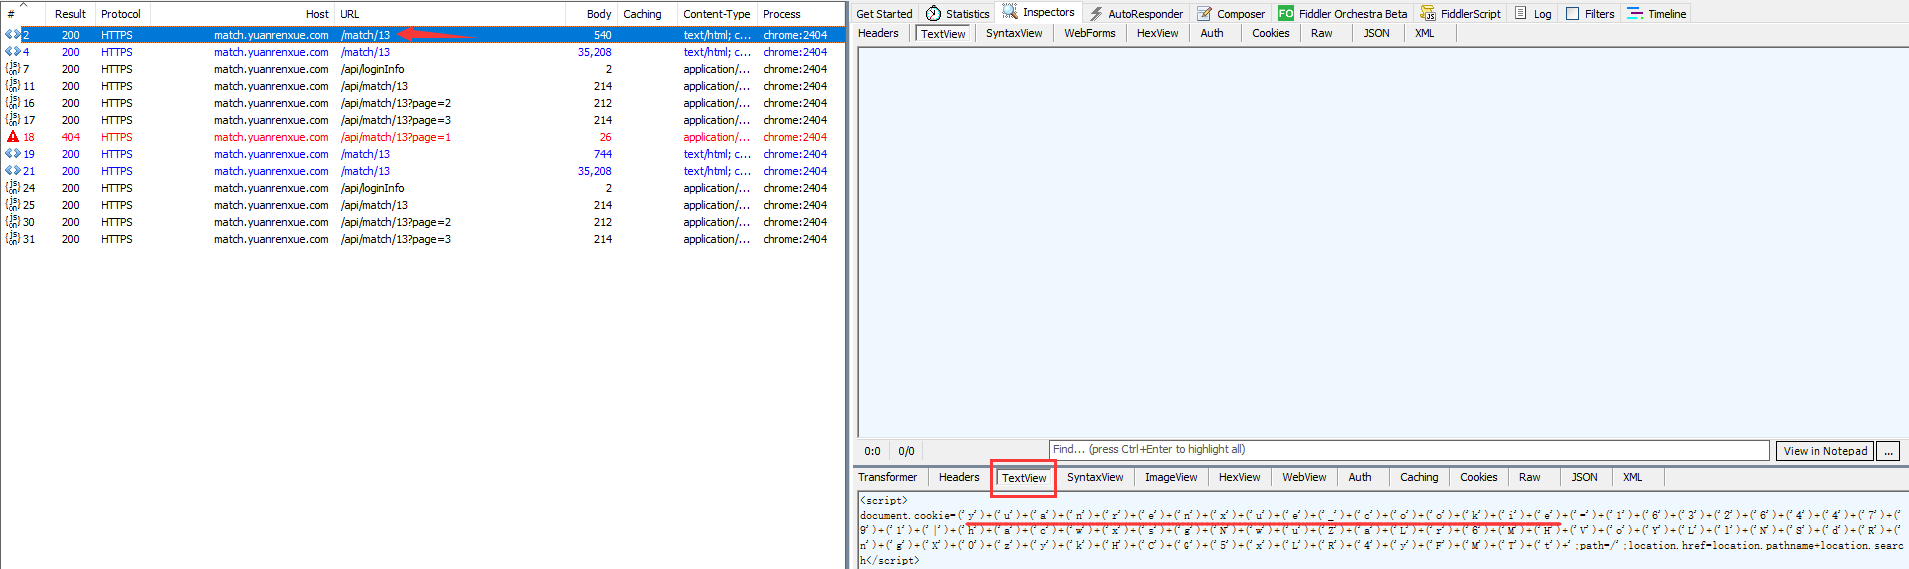 # Result Protocol Host URL Body Caching Content-Type Process
2 200 HTTPS match.yuanrenxue.com /match/13 540 text/html; c... chrome:2404
4 200 HTTPS match.yuanrenxue.com /match/13 35,208 text/html; c... chrome:2404
7 200 HTTPS match.yuanrenxue.com /api/loginInfo 2 application/... chrome:2404
11 200 HTTPS match.yuanrenxue.com /api/match/13 214 application/... chrome:2404
16 200 HTTPS match.yuanrenxue.com /api/match/13?page=2 212 application/... chrome:2404
17 200 HTTPS match.yuanrenxue.com /api/match/13?page=3 214 application/... chrome:2404
18 404 HTTPS match.yuanrenxue.com /api/match/13?page=1 26 application/... chrome:2404
19 200 HTTPS match.yuanrenxue.com /match/13 744 text/html; c... chrome:2404
21 200 HTTPS match.yuanrenxue.com /match/13 35,208 text/html; c... chrome:2404
24 200 HTTPS match.yuanrenxue.com /api/loginInfo 2 application/... chrome:2404
25 200 HTTPS match.yuanrenxue.com /api/match/13 214 application/... chrome:2404
30 200 HTTPS match.yuanrenxue.com /api/match/13?page=2 212 application/... chrome:2404
31 200 HTTPS match.yuanrenxue.com /api/match/13?page=3 214 application/... chrome:2404
Get Started Statistics Inspectors AutoResponder Composer FO Fiddler Orchestra Beta FiddlerScript Log Filters Timeline
Headers TextView SyntaxView WebForms HexView Auth Cookies Raw JSON XML
0:0 0/0 Find... (press Ctrl+Enter to highlight all) View in Notepad ...
Transformer Headers TextView SyntaxView ImageView HexView WebView Auth Caching Cookies Raw JSON XML
<script>
document.cookie=('y')+('u')+('a')+('n')+('r')+('e')+('n')+('x')+('u')+('e')+('_')+('c')+('o')+('o')+('k')+('i')+('e')+('=')+('1')+('6')+('3')+('2')+('6')+('4')+('4')+('7')+('
9')+('1')+('|')+('h')+('a')+('c')+('w')+('x')+('s')+('g')+('N')+('w')+('u')+('Z')+('a')+('L')+('r')+('6')+('M')+('H')+('V')+('o')+('Y')+('L')+('l')+('N')+('S')+('d')+('R')+('
n')+('g')+('X')+('O')+('z')+('y')+('k')+('H')+('C')+('G')+('5')+('x')+('L')+('R')+('4')+('y')+('F')+('M')+('T')+('t')+';path=/';location.href=location.pathname+location.searc
h</script>